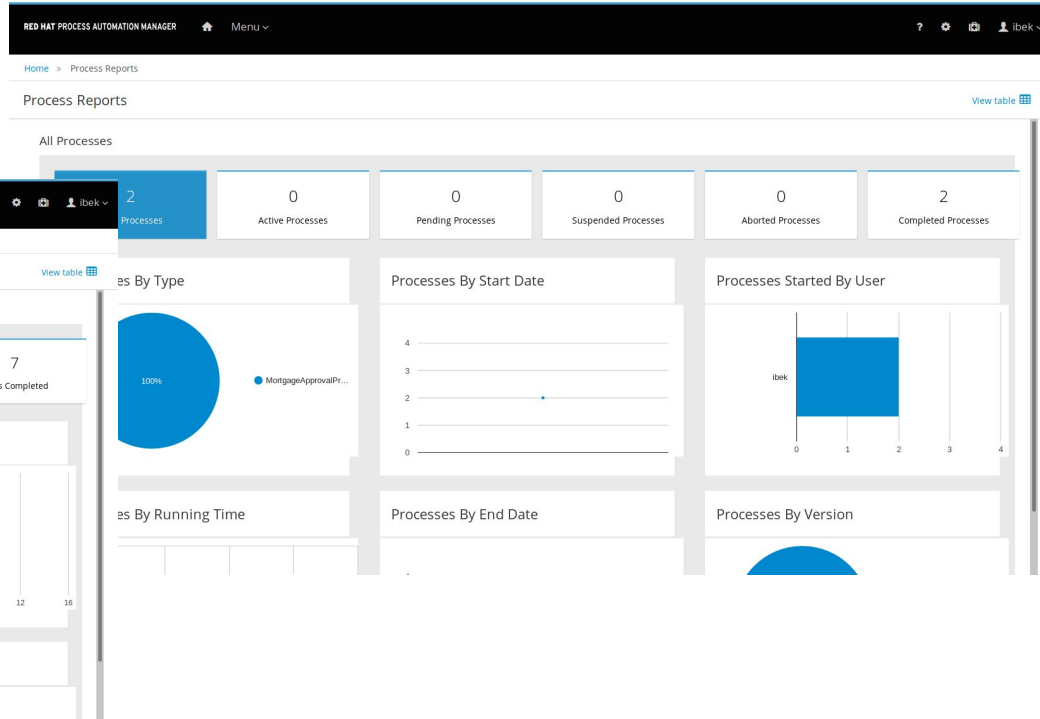 RED HAT PROCESS AUTOMATION MANAGER Menu ? ibek
Home » Process Reports
Process Reports View table
All Processes
2
Processes
0
Active Processes
0
Pending Processes
0
Suspended Processes
0
Aborted Processes
2
Completed Processes
es By Type
100%
MortgageApprovalPr...
Processes By Start Date
4
3
2
1
0
Processes Started By User
ibek
0 1 2 3 4
es By Running Time
Processes By End Date
Processes By Version
ibek
View table
7
s Completed
12 16